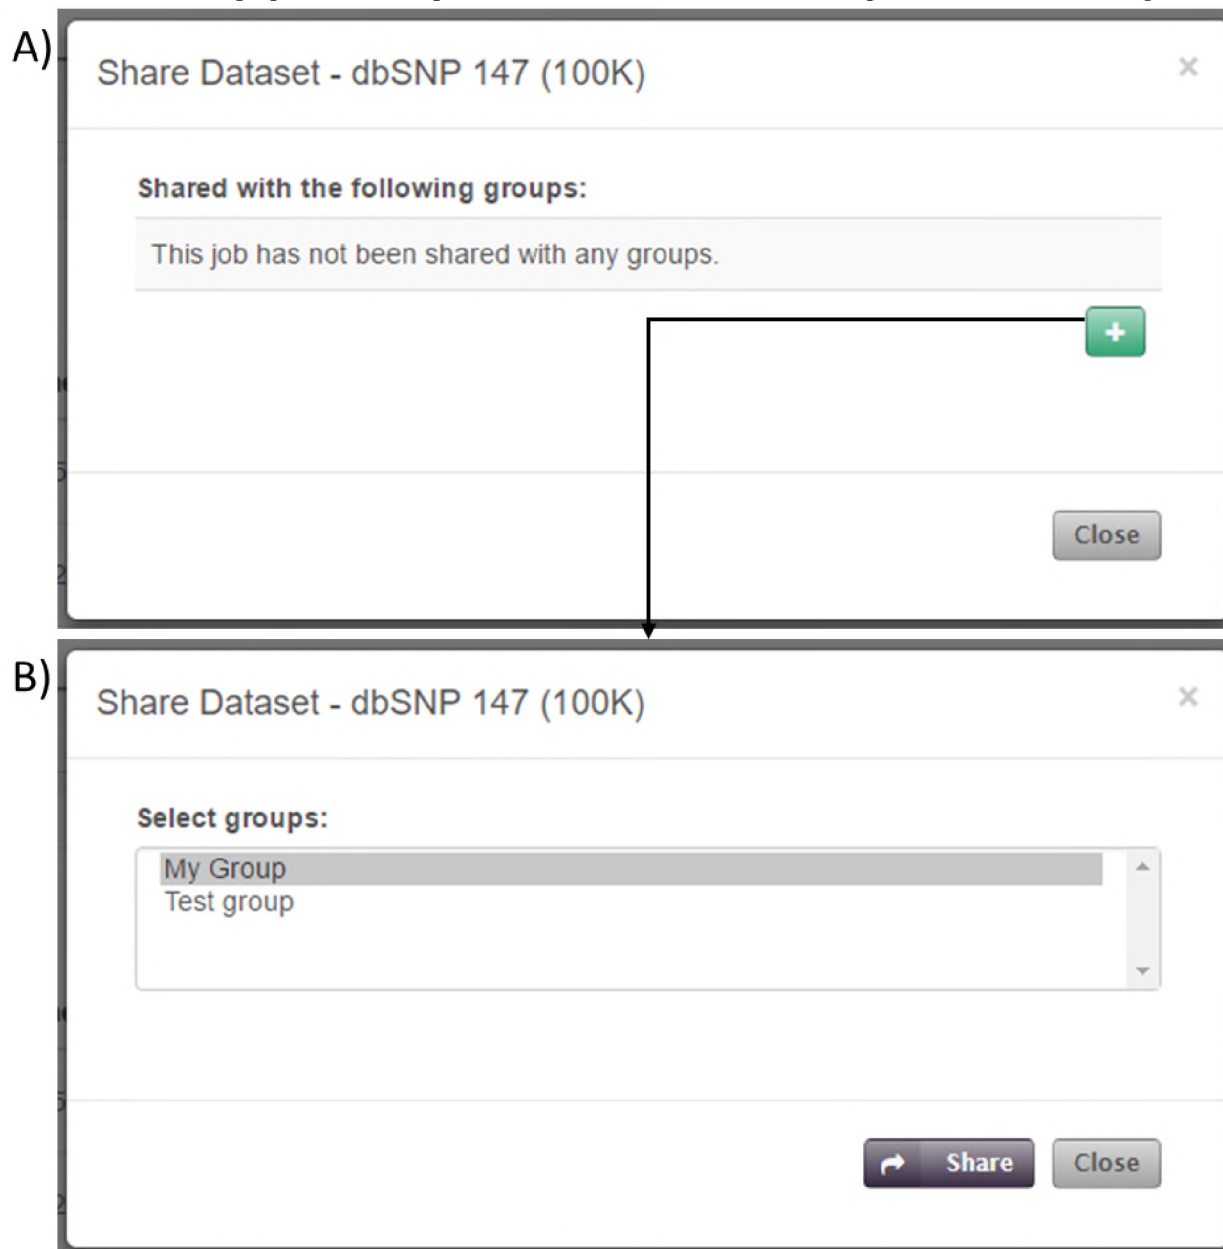 A)
Share Dataset - dbSNP 147 (100K)
×
Shared with the following groups:
This job has not been shared with any groups.
+
Close
B)
Share Dataset - dbSNP 147 (100K)
×
Select groups:
My Group
Test group
Share
Close